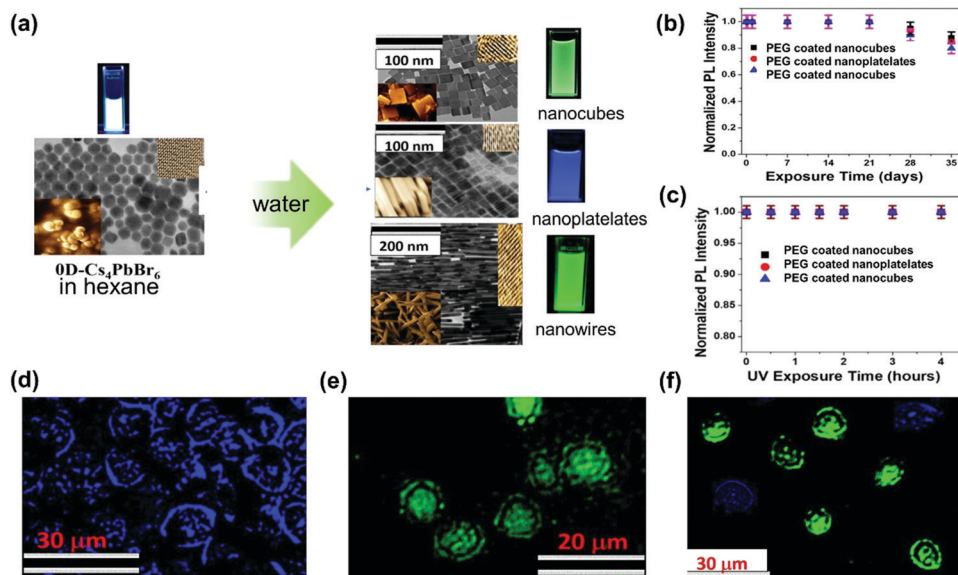 (a)
0D-Cs₄PbBr₆
in hexane
water
100 nm
nanocubes
100 nm
nanoplatelates
200 nm
nanowires
(b)
Normalized PL Intensity
1.0
0.8
0.6
0.4
0.2
0.0
PEG coated nanocubes
PEG coated nanoplatelates
PEG coated nanocubes
0 7 14 21 28 35
Exposure Time (days)
(c)
Normalized PL Intensity
1.00
0.95
0.90
0.85
0.80
PEG coated nanocubes
PEG coated nanoplatelates
PEG coated nanocubes
0 1 2 3 4
UV Exposure Time (hours)
(d)
30 μm
(e)
20 μm
(f)
30 μm